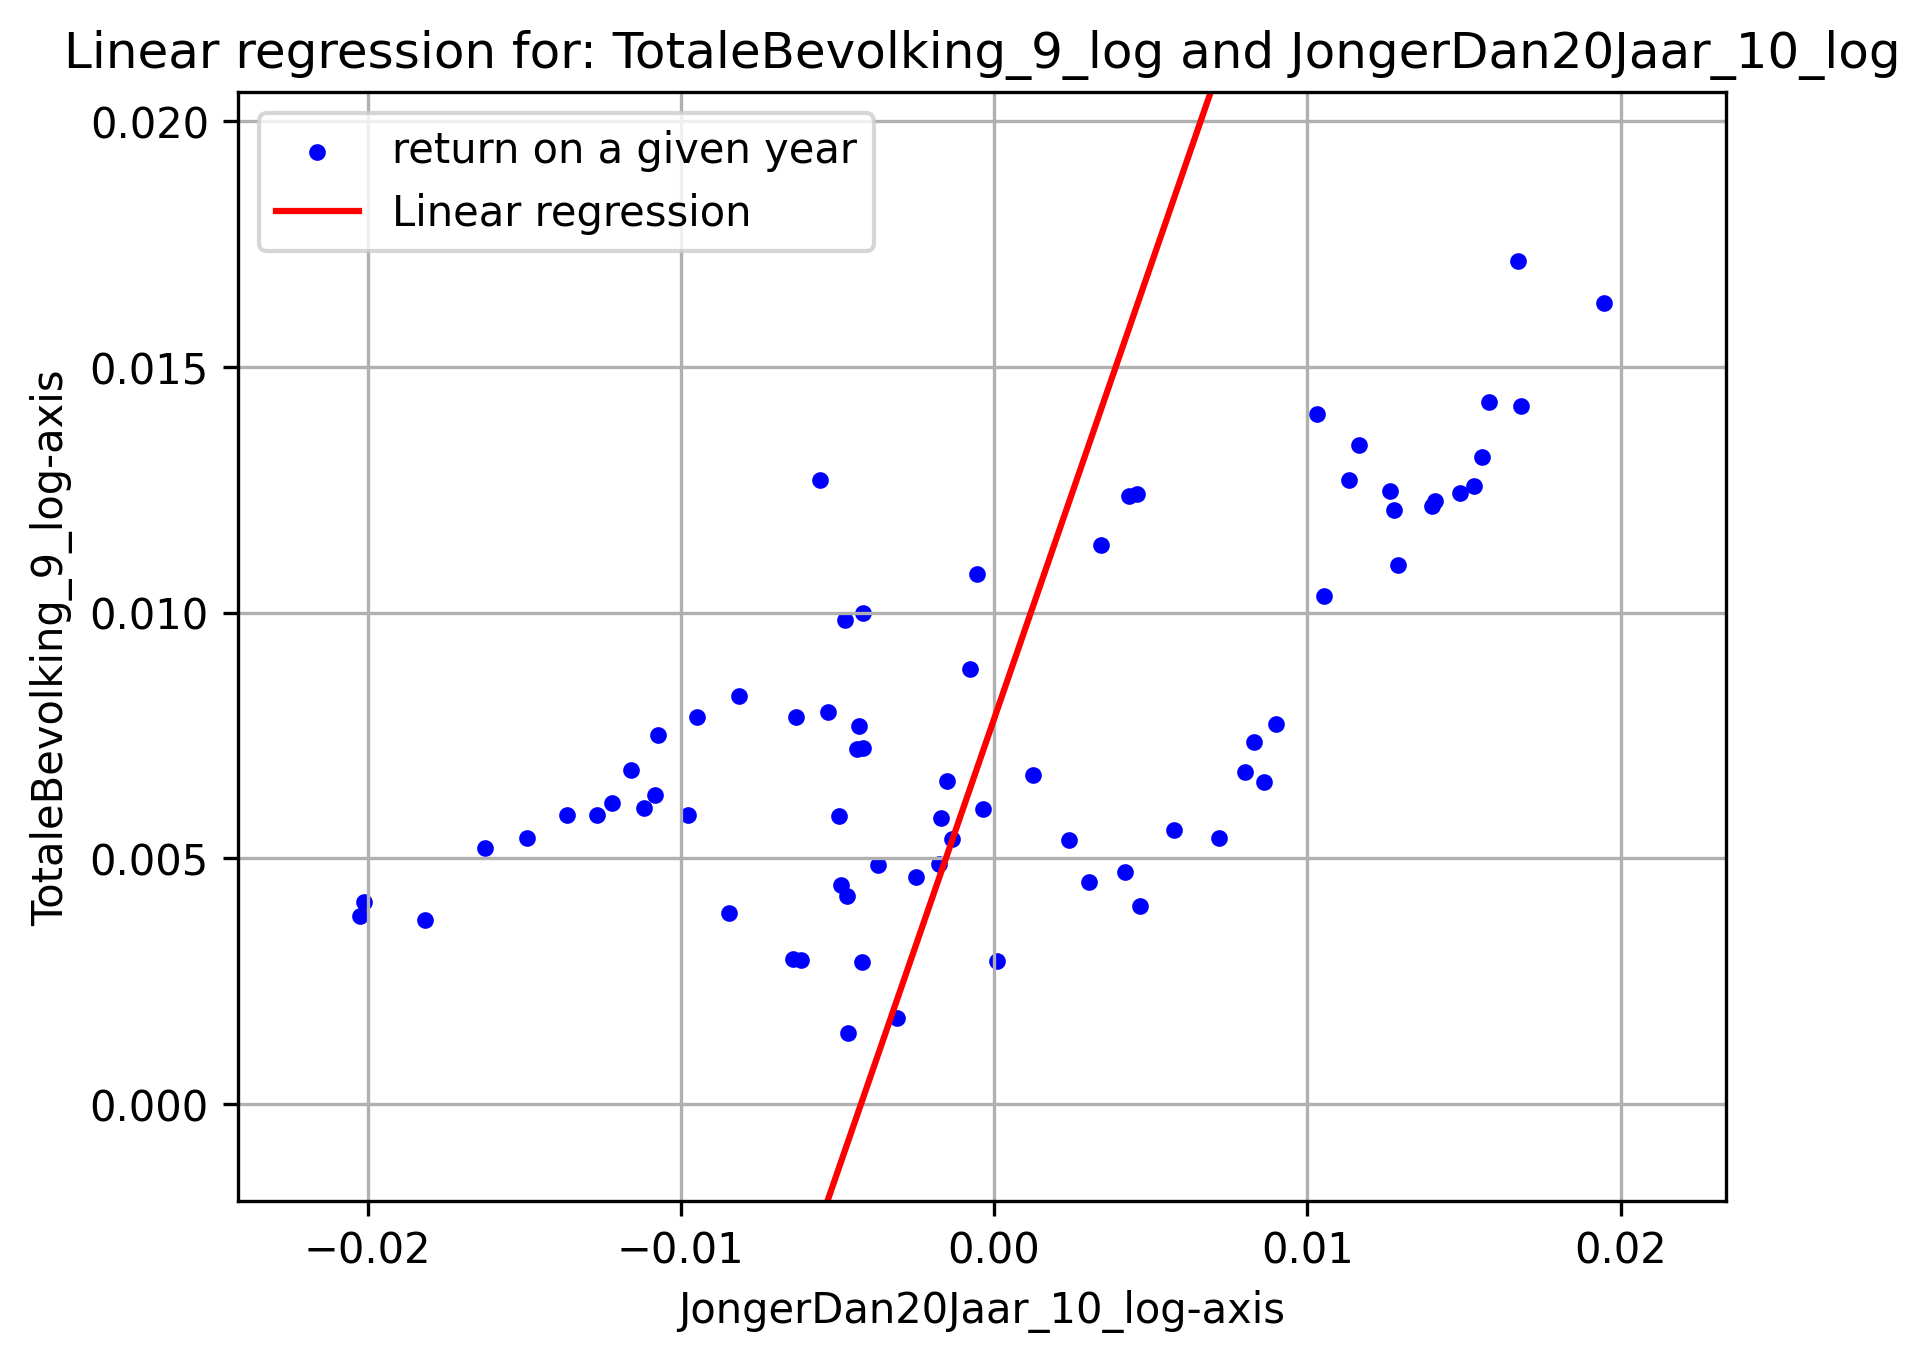 Linear regression for: TotaleBevolking_9_log and JongerDan20Jaar_10_log
return on a given year
Linear regression
TotaleBevolking_9_log-axis
0.020
0.015
0.010
0.005
0.000
−0.02
−0.01
0.00
0.01
0.02
JongerDan20Jaar_10_log-axis